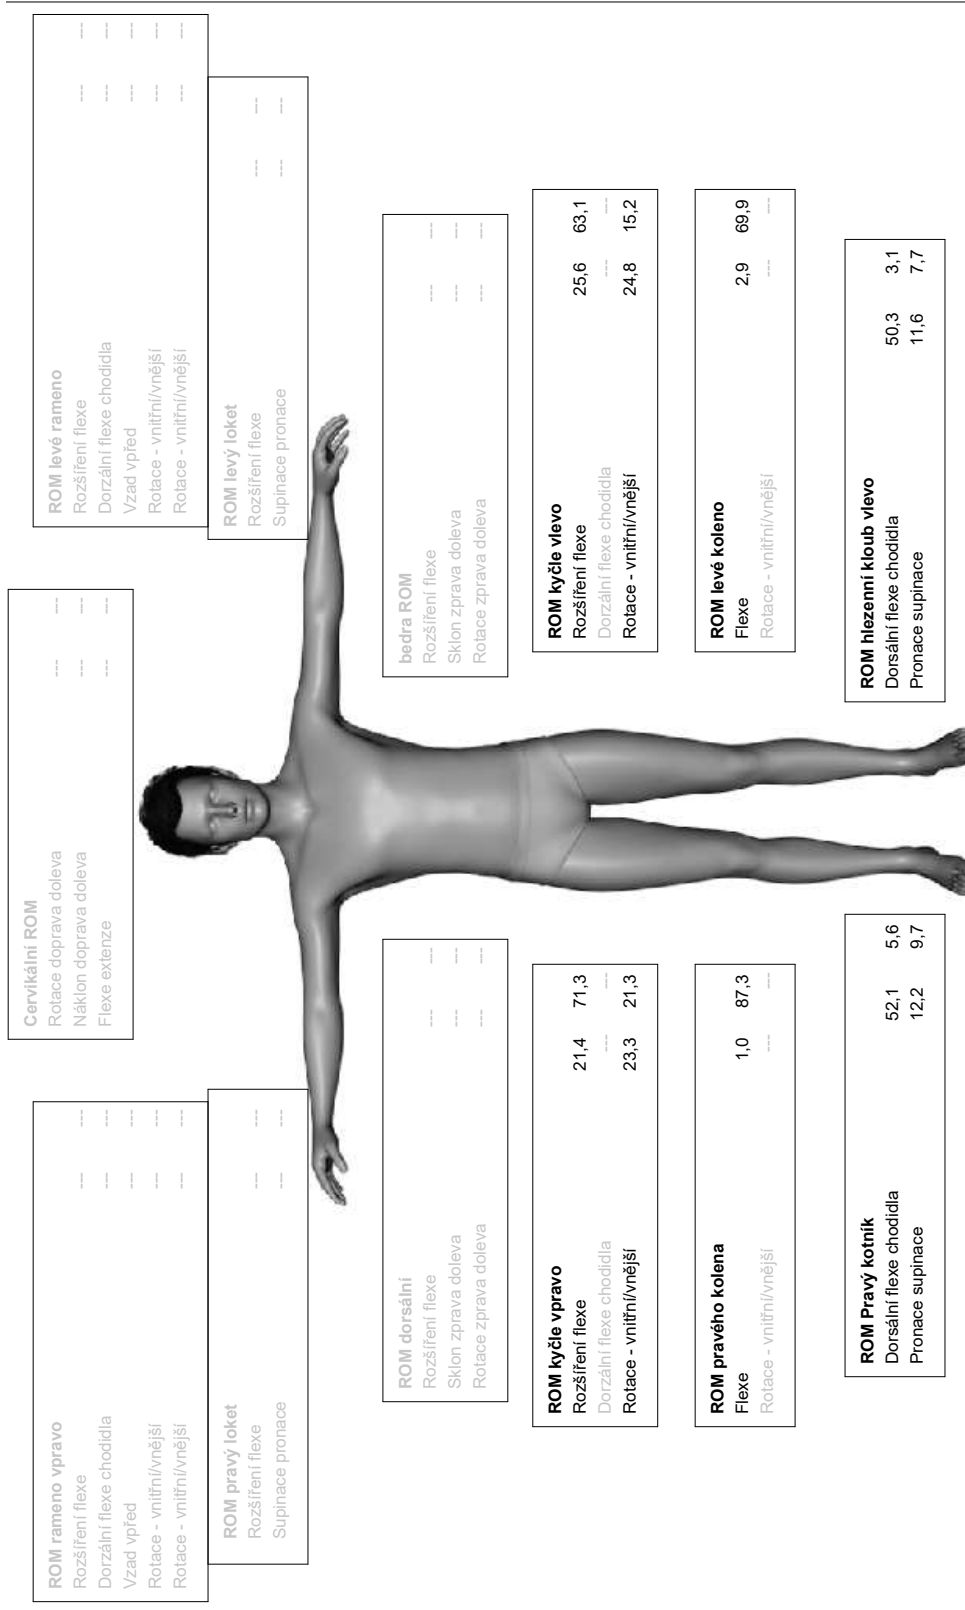 Cervikální ROM
Rotace doprava doleva --- ---
Náklon doprava doleva --- ---
Flexe extenze --- ---
ROM rameno vpravo
Rozšíření flexe --- ---
Dorzální flexe chodidla --- ---
Vzad vpřed --- ---
Rotace - vnitřní/vnější --- ---
Rotace - vnitřní/vnější --- ---
ROM levé rameno
Rozšíření flexe --- ---
Dorzální flexe chodidla --- ---
Vzad vpřed --- ---
Rotace - vnitřní/vnější --- ---
Rotace - vnitřní/vnější --- ---
ROM pravý loket
Rozšíření flexe --- ---
Supinace pronace --- ---
ROM levý loket
Rozšíření flexe --- ---
Supinace pronace --- ---
ROM dorsální
Rozšíření flexe --- ---
Sklon zprava doleva --- ---
Rotace zprava doleva --- ---
bedra ROM
Rozšíření flexe --- ---
Sklon zprava doleva --- ---
Rotace zprava doleva --- ---
ROM kyčle vpravo
Rozšíření flexe 21,4 71,3
Dorzální flexe chodidla --- ---
Rotace - vnitřní/vnější 23,3 21,3
ROM kyčle vlevo
Rozšíření flexe 25,6 63,1
Dorzální flexe chodidla --- ---
Rotace - vnitřní/vnější 24,8 15,2
ROM pravého kolena
Flexe 1,0 87,3
Rotace - vnitřní/vnější --- ---
ROM levé koleno
Flexe 2,9 69,9
Rotace - vnitřní/vnější --- ---
ROM Pravý kotník
Dorsální flexe chodidla 52,1 5,6
Pronace supinace 12,2 9,7
ROM hlezenní kloub vlevo
Dorsální flexe chodidla 50,3 3,1
Pronace supinace 11,6 7,7